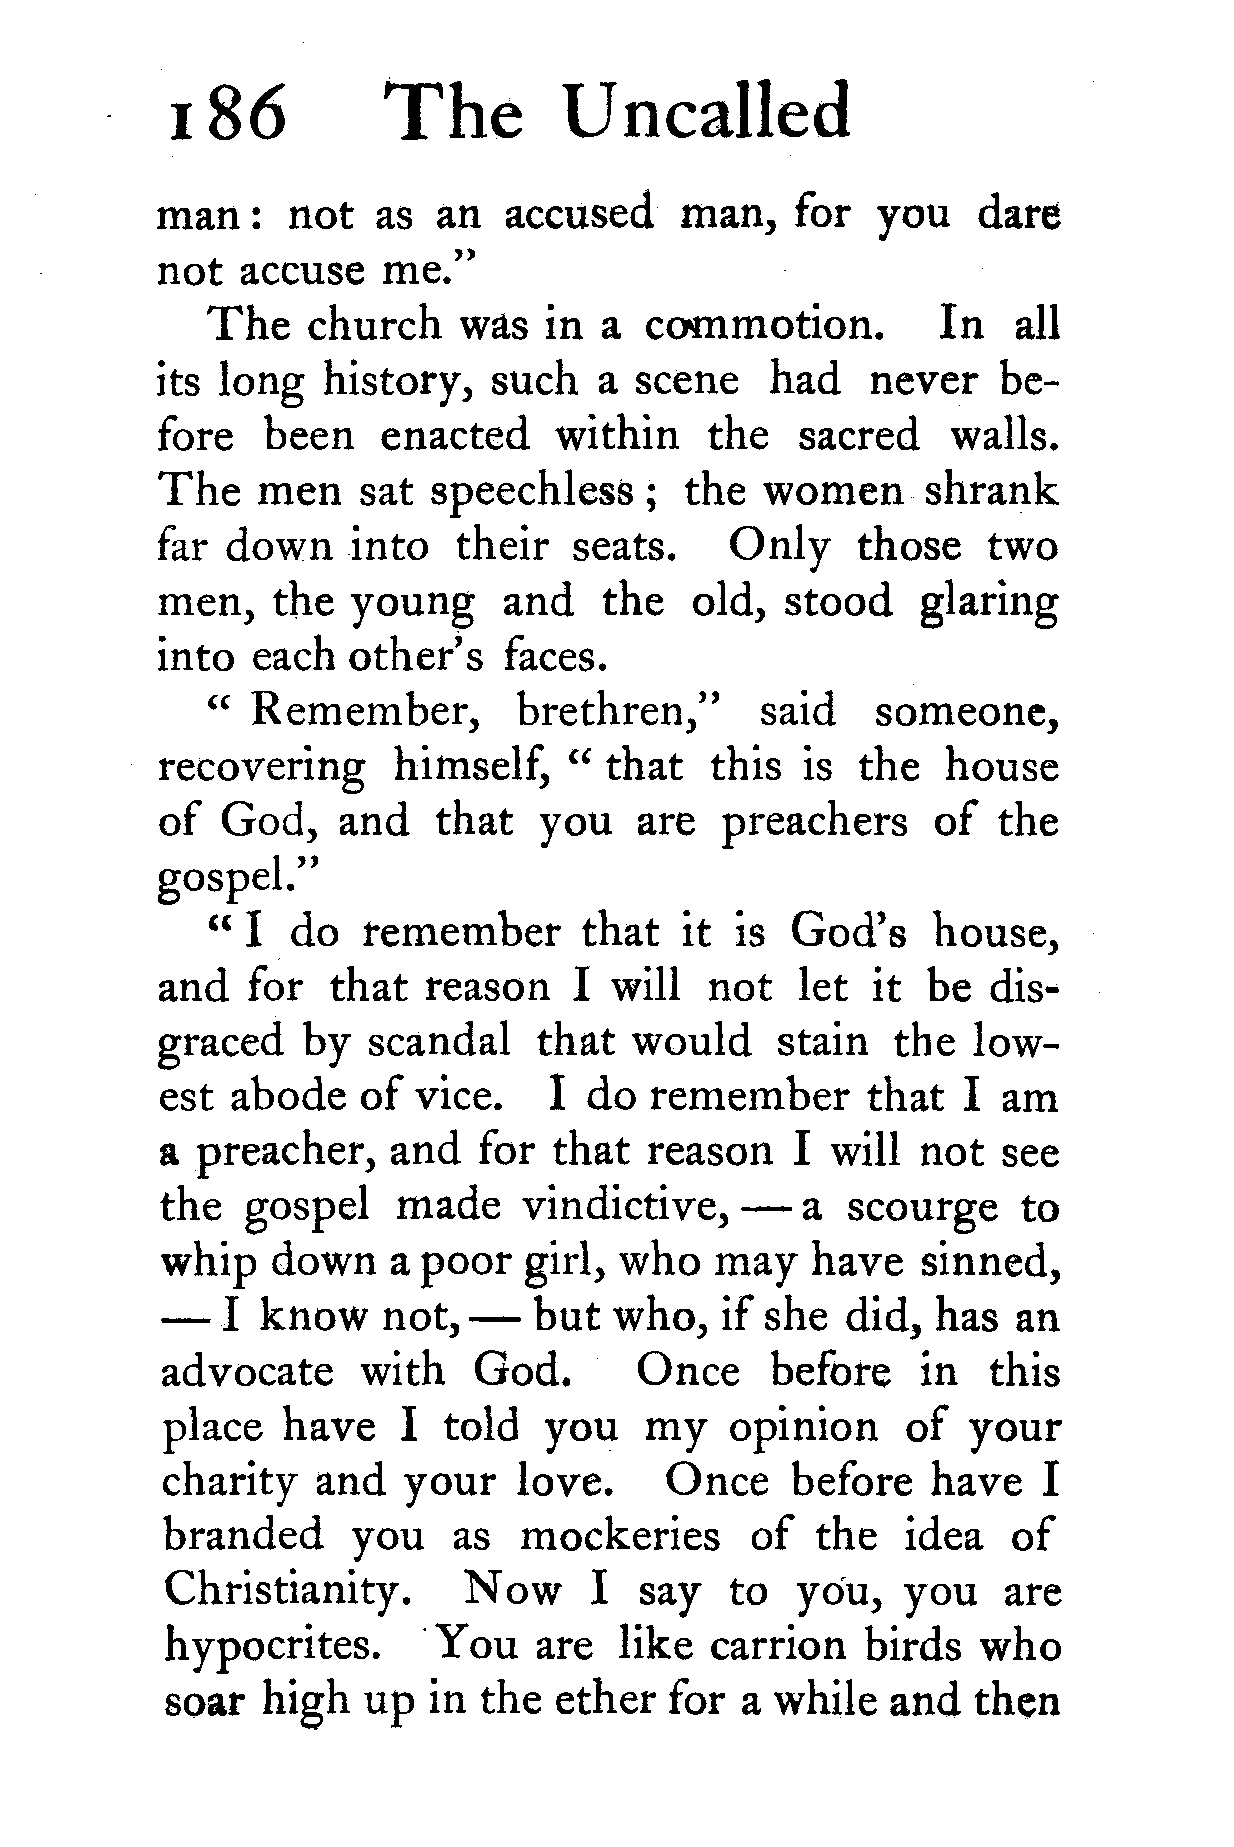 186 The Uncalled
man : not as an accused man, for you dare
not accuse me."
The church was in a commotion. In all
its long history, such a scene had never be-
fore been enacted within the sacred walls.
The men sat speechless ; the women shrank
far down into their seats. Only those two
men, the young and the old, stood glaring
into each other's faces.
" Remember, brethren," said someone,
recovering himself, " that this is the house
of God, and that you are preachers of the
gospel."
" I do remember that it is God's house,
and for that reason I will not let it be dis-
graced by scandal that would stain the low-
est abode of vice. I do remember that I am
a preacher, and for that reason I will not see
the gospel made vindictive, — a scourge to
whip down a poor girl, who may have sinned,
— I know not, — but who, if she did, has an
advocate with God. Once before in this
place have I told you my opinion of your
charity and your love. Once before have I
branded you as mockeries of the idea of
Christianity. Now I say to you, you are
hypocrites. You are like carrion birds who
soar high up in the ether for a while and then